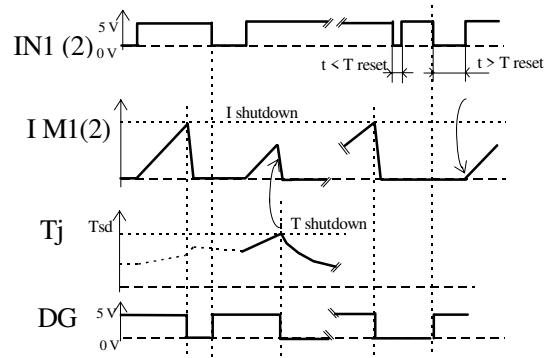 5 V
IN1 (2)
0 V
t < T reset
t > T reset
I shutdown
I M1(2)
T shutdown
Tj
Tsd
DG
5 V
0 V